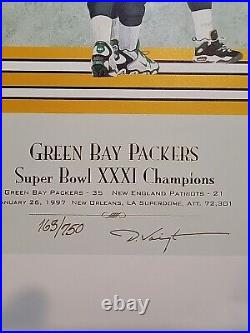 GREEN BAY PACKERS
Super Bowl XXXI Champions
GREEN BAY PACKERS - 35 NEW ENGLAND PATRIOTS - 21
ANUARY 26, 1997 NEW ORLEANS, LA SUPERDOME, ATT. 72,301
163/750